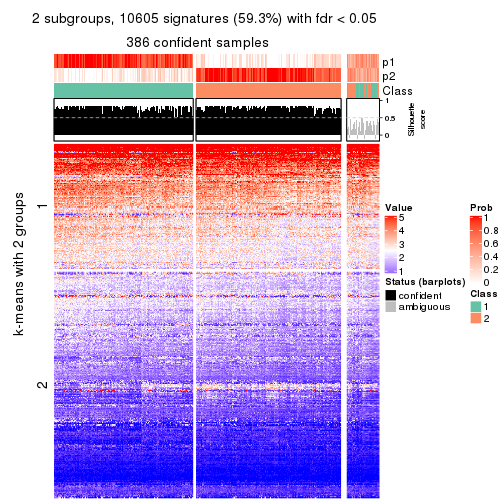 2 subgroups, 10605 signatures (59.3%) with fdr < 0.05
386 confident samples
p1
p2
Class
1
0.5
0
Silhouette
score
k-means with 2 groups
1
2
Value
5
4
3
2
1
Status (barplots)
confident
ambiguous
Prob
1
0.8
0.6
0.4
0.2
0
Class
1
2